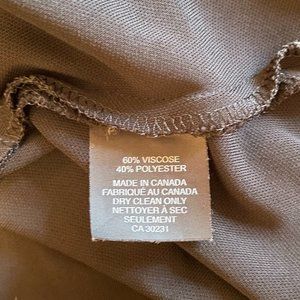 60% VISCOSE
40% POLYESTER
MADE IN CANADA
FABRIQUÉ AU CANADA
DRY CLEAN ONLY
NETTOYER À SEC
SEULEMENT
CA 30231